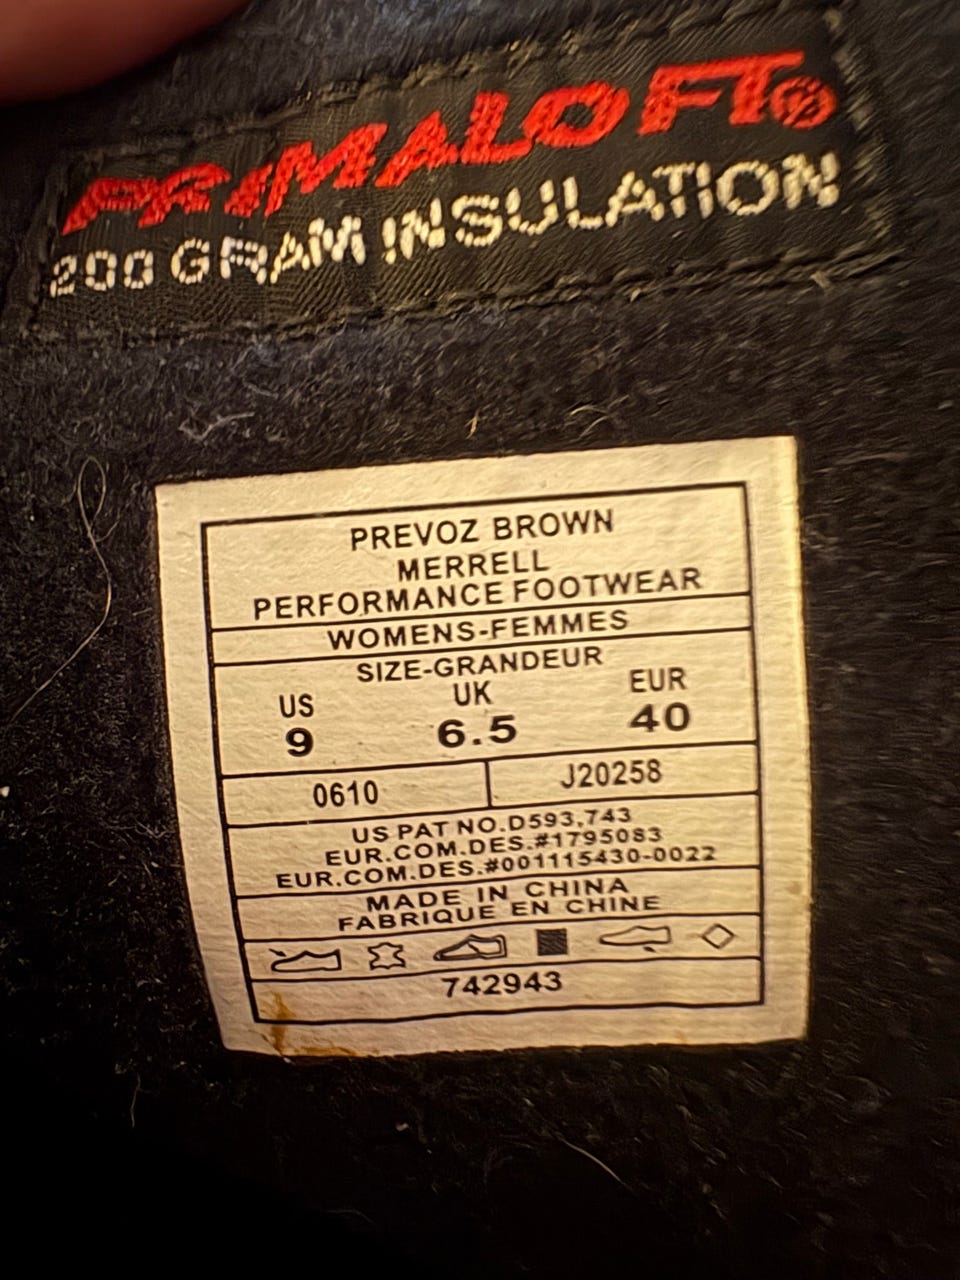 PRIMALOFT®
200 GRAM INSULATION
PREVOZ BROWN
MERRELL
PERFORMANCE FOOTWEAR
WOMENS-FEMMES
SIZE-GRANDEUR
US UK EUR
9 6.5 40
0610 J20258
US PAT NO.D593,743
EUR.COM.DES.#1795083
EUR.COM.DES.#001115430-0022
MADE IN CHINA
FABRIQUE EN CHINE
742943